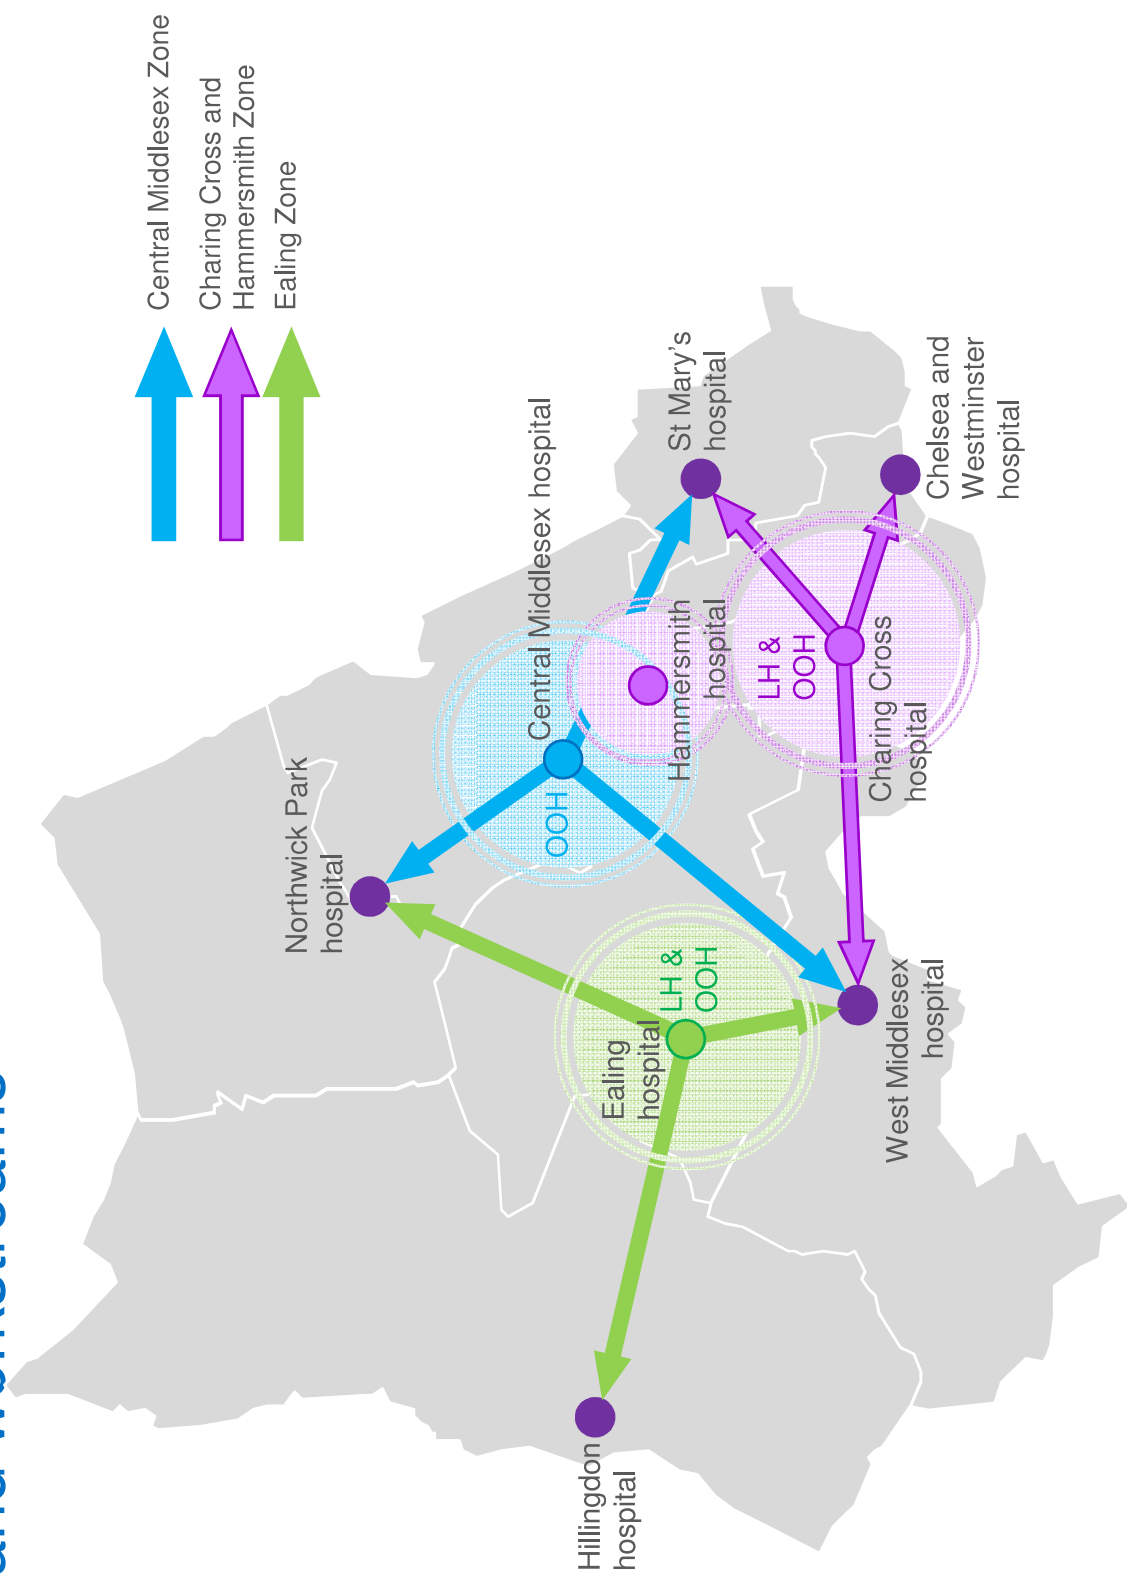 and workstreams
Central Middlesex Zone
Charing Cross and
Hammersmith Zone
Ealing Zone
Northwick Park
hospital
Central Middlesex hospital
OOH
St Mary's
hospital
Hammersmith
hospital
Ealing
hospital
LH &
OOH
LH &
OOH
Charing Cross
hospital
Chelsea and
Westminster
hospital
West Middlesex
hospital
Hillingdon
hospital